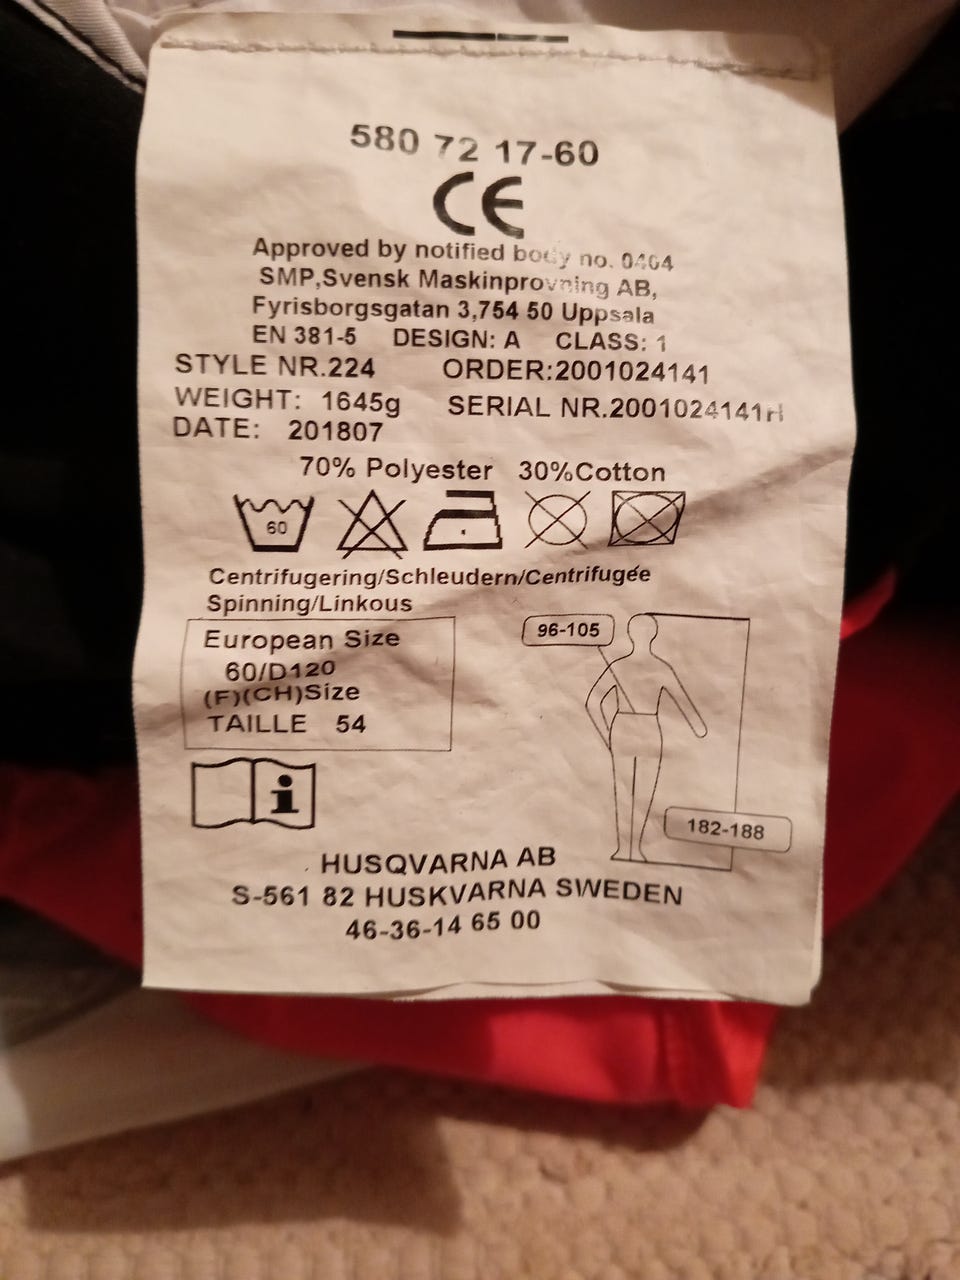 580 72 17-60
CE
Approved by notified body no. 0404
SMP,Svensk Maskinprovning AB,
Fyrisborgsgatan 3,754 50 Uppsala
EN 381-5 DESIGN: A CLASS: 1
STYLE NR.224 ORDER:2001024141
WEIGHT: 1645g SERIAL NR.2001024141rl
DATE: 201807
70% Polyester 30%Cotton
60
Centrifugering/Schleudern/Centrifugée
Spinning/Linkous
European Size
60/D120
(F)(CH)Size
TAILLE 54
96-105
182-188
i
HUSQVARNA AB
S-561 82 HUSKVARNA SWEDEN
46-36-14 65 00